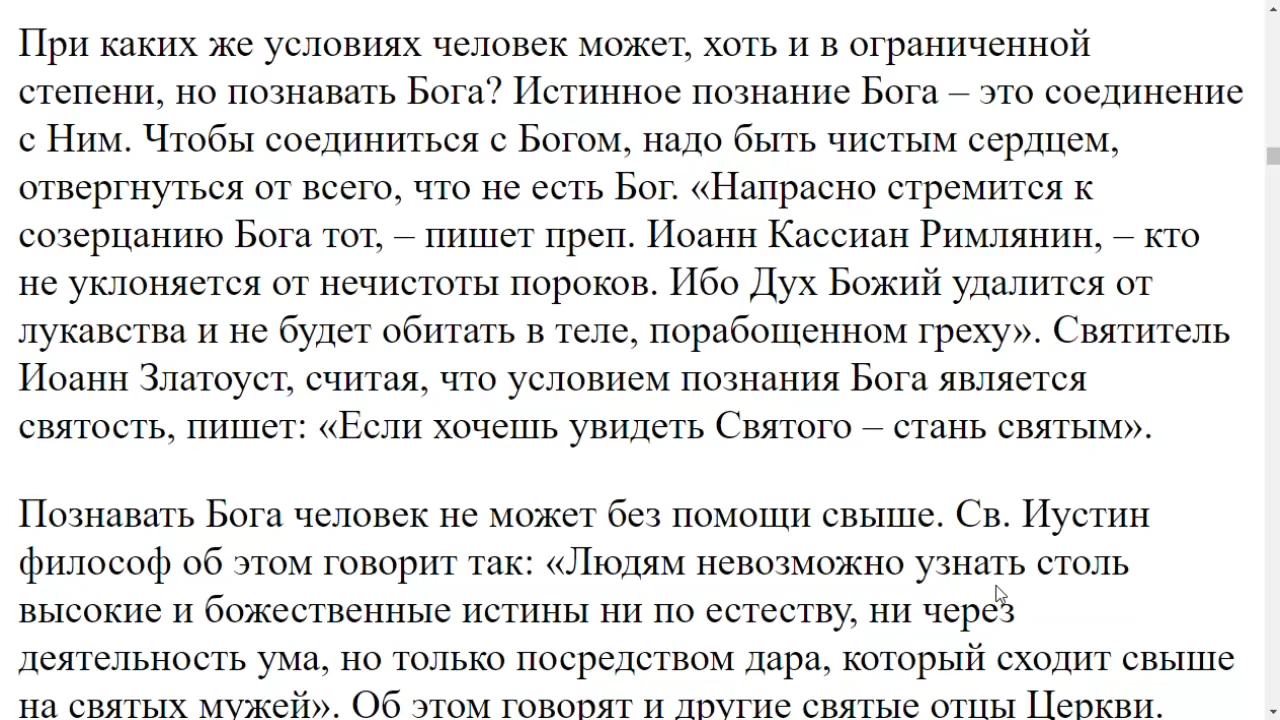 При каких же условиях человек может, хоть и в ограниченной
степени, но познавать Бога? Истинное познание Бога – это соединение
с Ним. Чтобы соединиться с Богом, надо быть чистым сердцем,
отвергнуться от всего, что не есть Бог. «Напрасно стремится к
созерцанию Бога тот, – пишет преп. Иоанн Кассиан Римлянин, – кто
не уклоняется от нечистоты пороков. Ибо Дух Божий удалится от
лукавства и не будет обитать в теле, порабощенном греху». Святитель
Иоанн Златоуст, считая, что условием познания Бога является
святость, пишет: «Если хочешь увидеть Святого – стань святым».
Познавать Бога человек не может без помощи свыше. Св. Иустин
философ об этом говорит так: «Людям невозможно узнать столь
высокие и божественные истины ни по естеству, ни через
деятельность ума, но только посредством дара, который сходит свыше
на святых мужей». Об этом говорят и другие святые отцы Церкви.